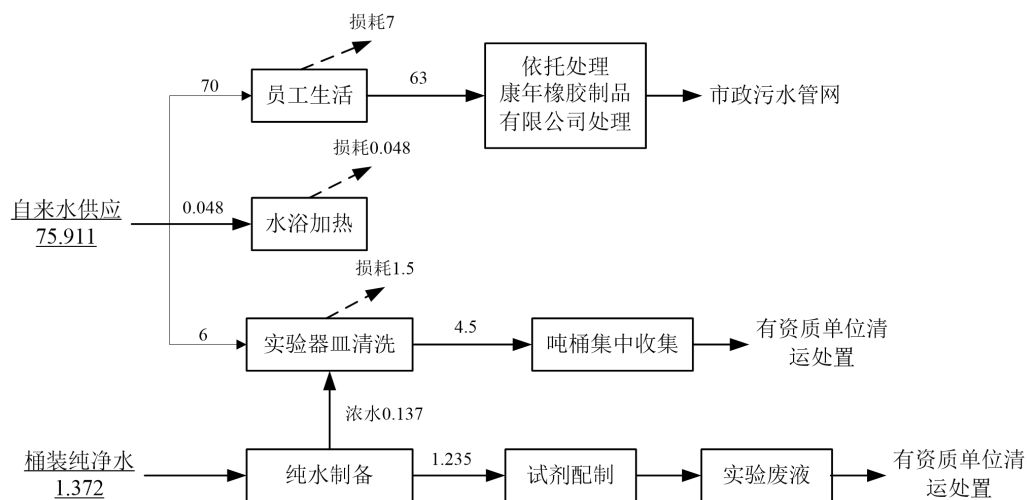 损耗7
70
员工生活
63
依托处理
康年橡胶制品
有限公司处理
市政污水管网
损耗0.048
自来水供应
75.911
0.048
水浴加热
损耗1.5
6
实验器皿清洗
4.5
吨桶集中收集
有资质单位清
运处置
浓水0.137
桶装纯净水
1.372
纯水制备
1.235
试剂配制
实验废液
有资质单位清
运处置